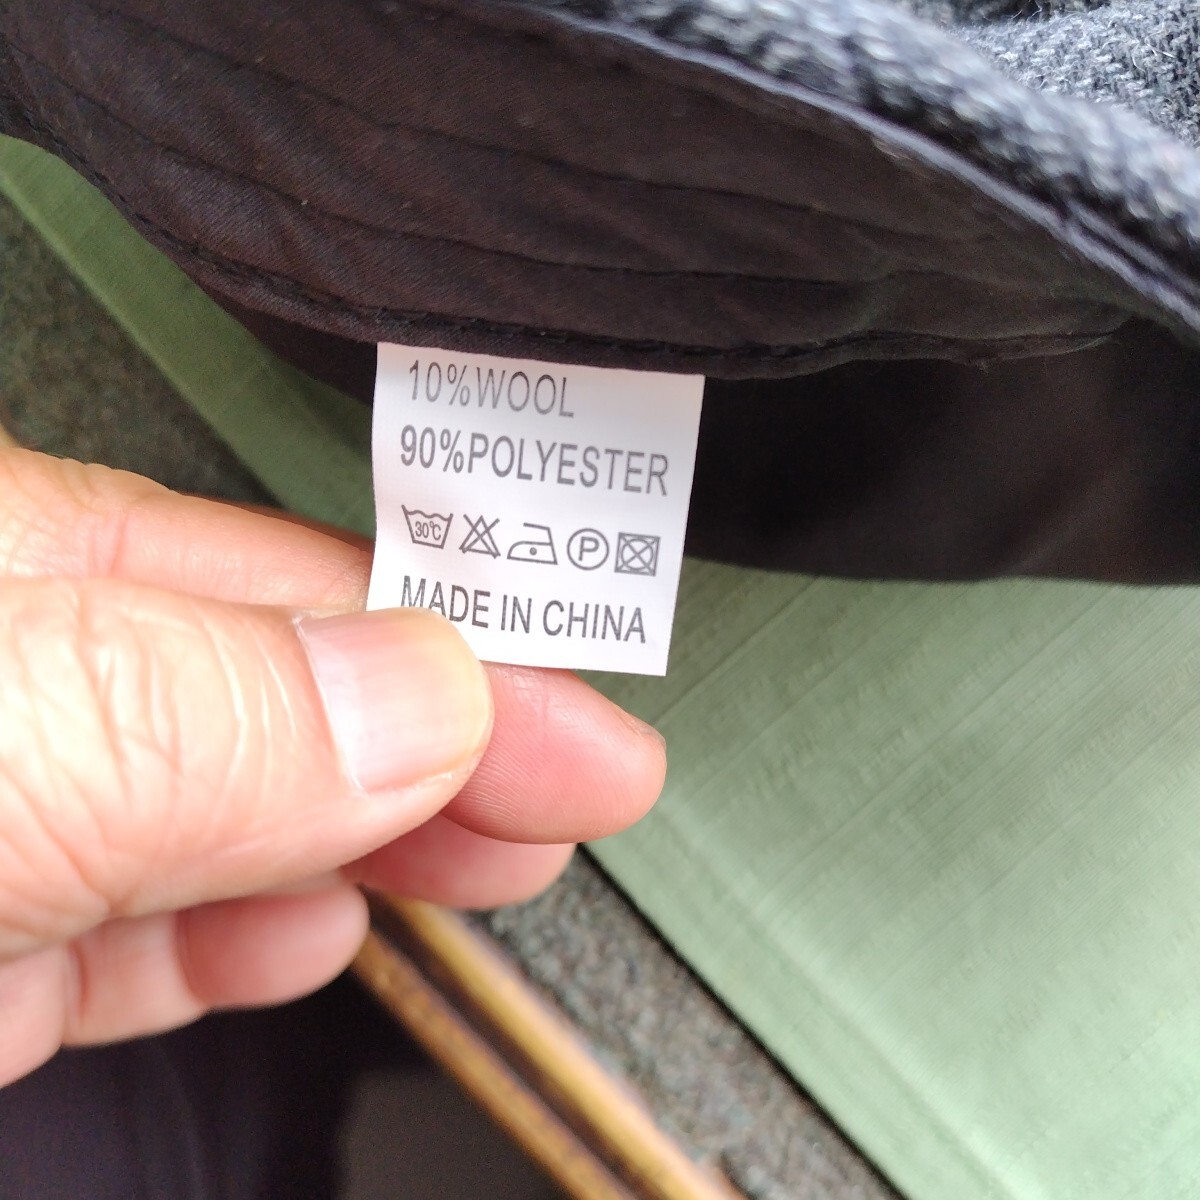 10%WOOL
90%POLYESTER
30℃ P
MADE IN CHINA